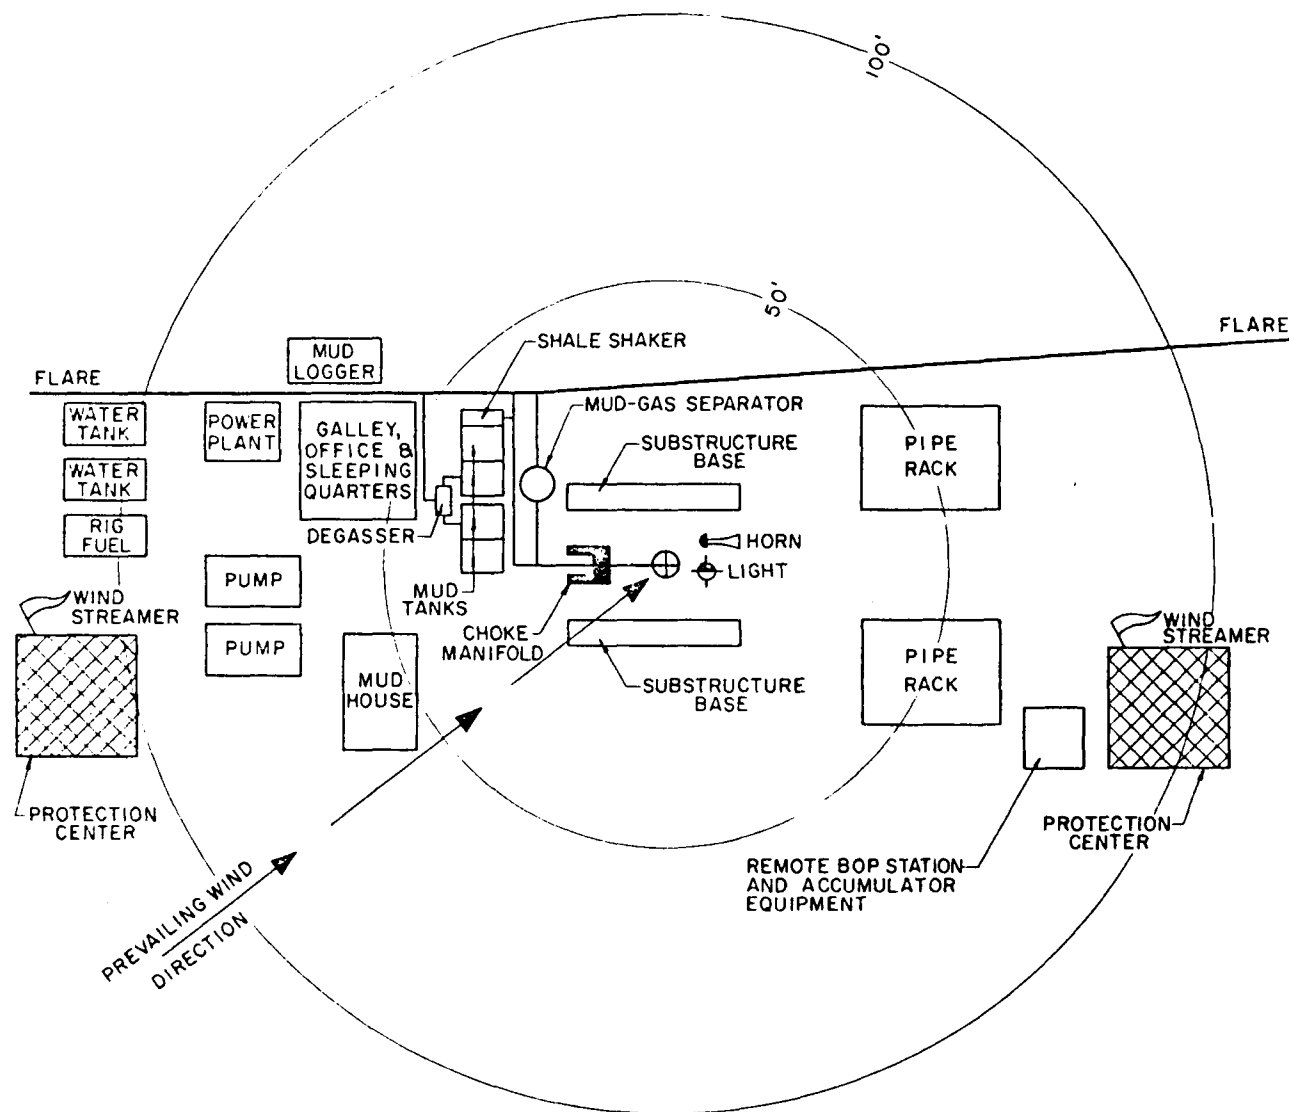 100'
50'
FLARE
SHALE SHAKER
MUD
LOGGER
FLARE
WATER
TANK
POWER
PLANT
GALLEY,
OFFICE &
SLEEPING
QUARTERS
MUD-GAS SEPARATOR
SUBSTRUCTURE
BASE
PIPE
RACK
WATER
TANK
RIG
FUEL
DEGASSER
HORN
LIGHT
PUMP
MUD
TANKS
WIND
STREAMER
CHOKE
MANIFOLD
PUMP
MUD
HOUSE
SUBSTRUCTURE
BASE
PIPE
RACK
WIND
STREAMER
PROTECTION
CENTER
PROTECTION
CENTER
REMOTE BOP STATION
AND ACCUMULATOR
EQUIPMENT
PREVAILING WIND
DIRECTION